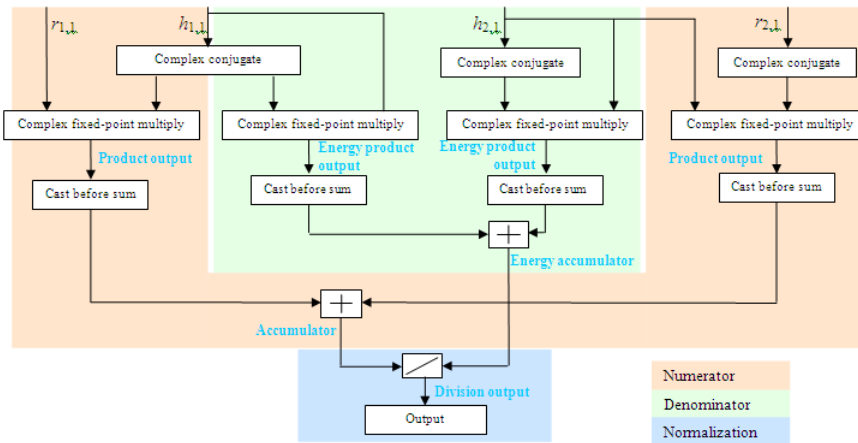 r1,1
h1,1
h2,1
r2,1
Complex conjugate
Complex conjugate
Complex conjugate
Complex fixed-point multiply
Complex fixed-point multiply
Complex fixed-point multiply
Complex fixed-point multiply
Product output
Energy product
output
Energy product
output
Product output
Cast before sum
Cast before sum
Cast before sum
Cast before sum
+
Energy accumulator
+
Accumulator
Division output
Output
Numerator
Denominator
Normalization